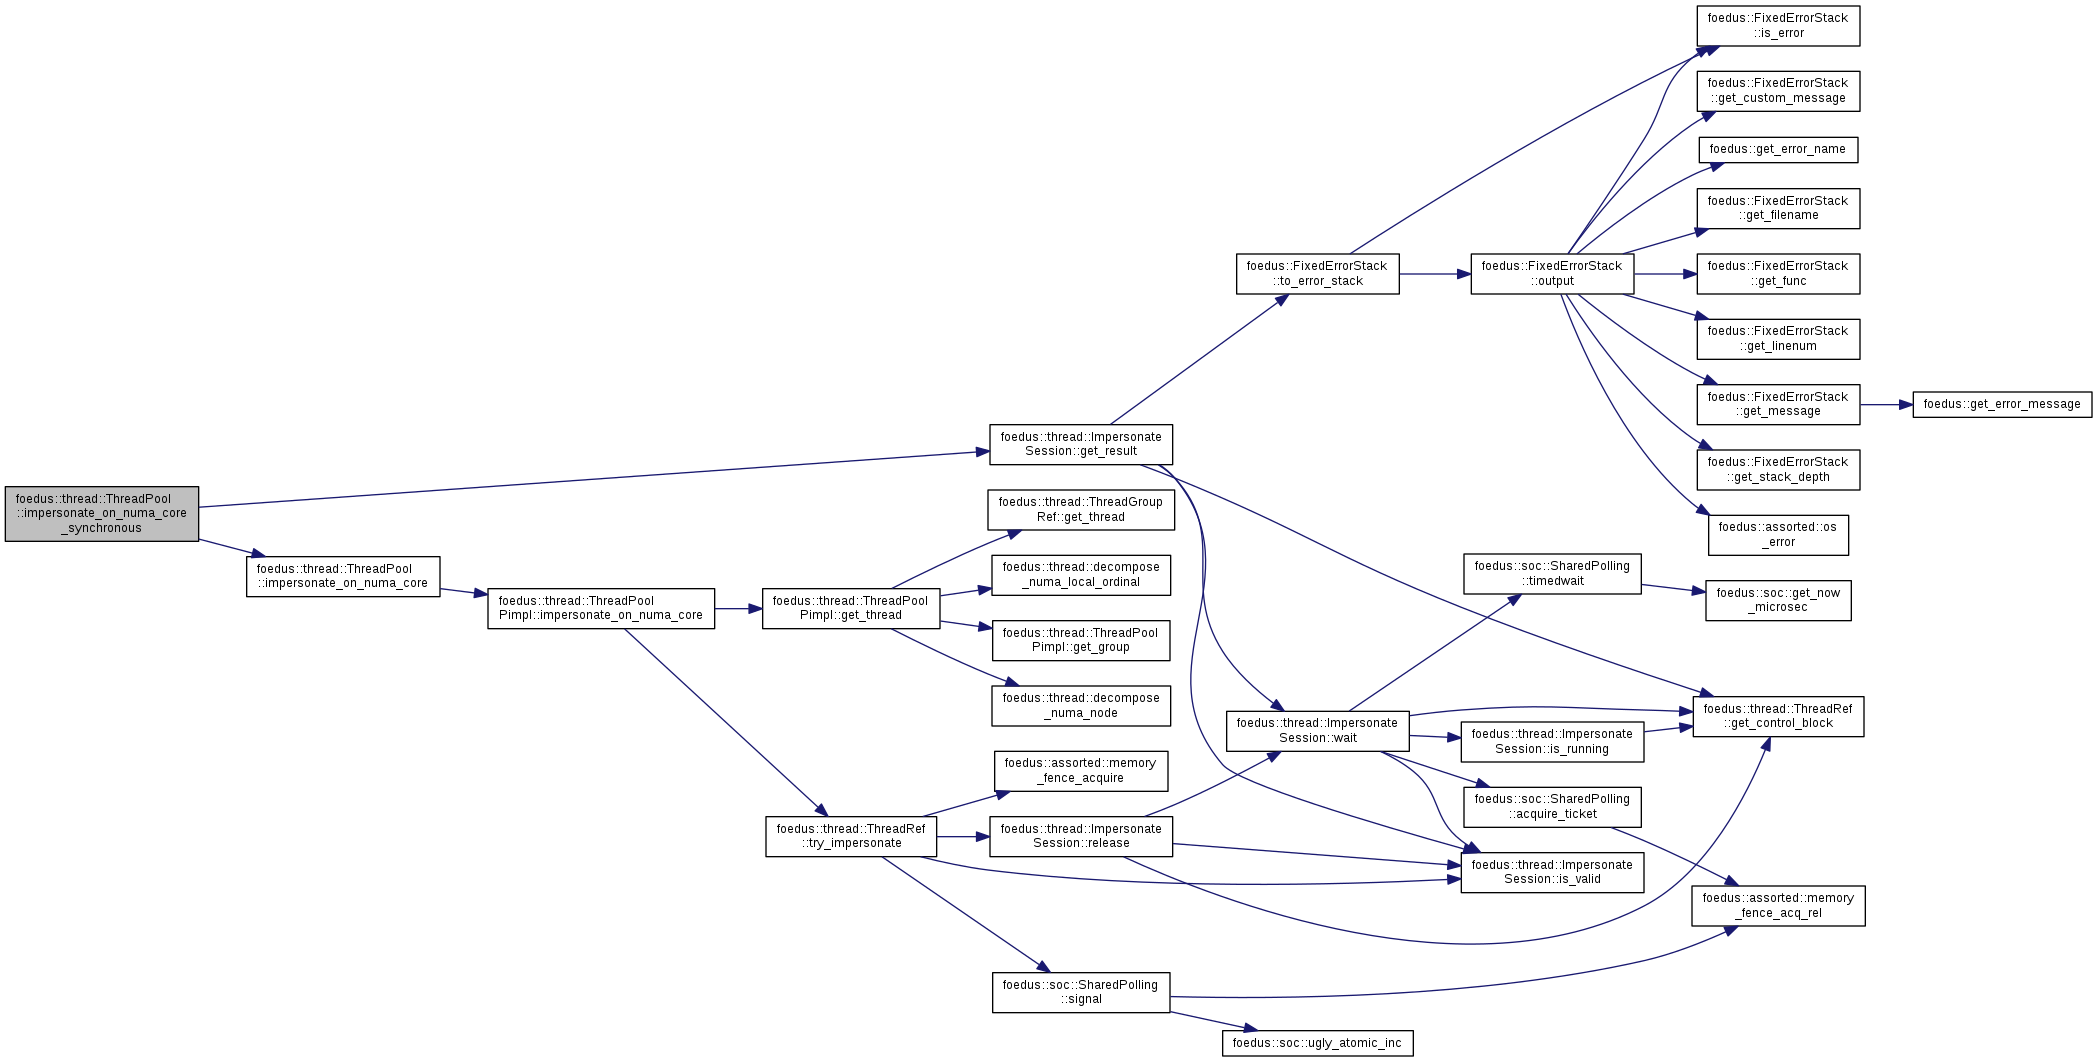 foedus::FixedErrorStack
::is_error
foedus::FixedErrorStack
::get_custom_message
foedus::get_error_name
foedus::FixedErrorStack
::get_filename
foedus::FixedErrorStack
::to_error_stack
foedus::FixedErrorStack
::output
foedus::FixedErrorStack
::get_func
foedus::FixedErrorStack
::get_linenum
foedus::FixedErrorStack
::get_message
foedus::get_error_message
foedus::thread::Impersonate
Session::get_result
foedus::FixedErrorStack
::get_stack_depth
foedus::thread::ThreadPool
::impersonate_on_numa_core
_synchronous
foedus::thread::ThreadGroup
Ref::get_thread
foedus::assorted::os
_error
foedus::thread::ThreadPool
::impersonate_on_numa_core
foedus::thread::decompose
_numa_local_ordinal
foedus::soc::SharedPolling
::timedwait
foedus::soc::get_now
_microsec
foedus::thread::ThreadPool
Pimpl::impersonate_on_numa_core
foedus::thread::ThreadPool
Pimpl::get_thread
foedus::thread::ThreadPool
Pimpl::get_group
foedus::thread::decompose
_numa_node
foedus::thread::Impersonate
Session::wait
foedus::thread::Impersonate
Session::is_running
foedus::thread::ThreadRef
::get_control_block
foedus::assorted::memory
_fence_acquire
foedus::soc::SharedPolling
::acquire_ticket
foedus::thread::ThreadRef
::try_impersonate
foedus::thread::Impersonate
Session::release
foedus::thread::Impersonate
Session::is_valid
foedus::assorted::memory
_fence_acq_rel
foedus::soc::SharedPolling
::signal
foedus::soc::ugly_atomic_inc